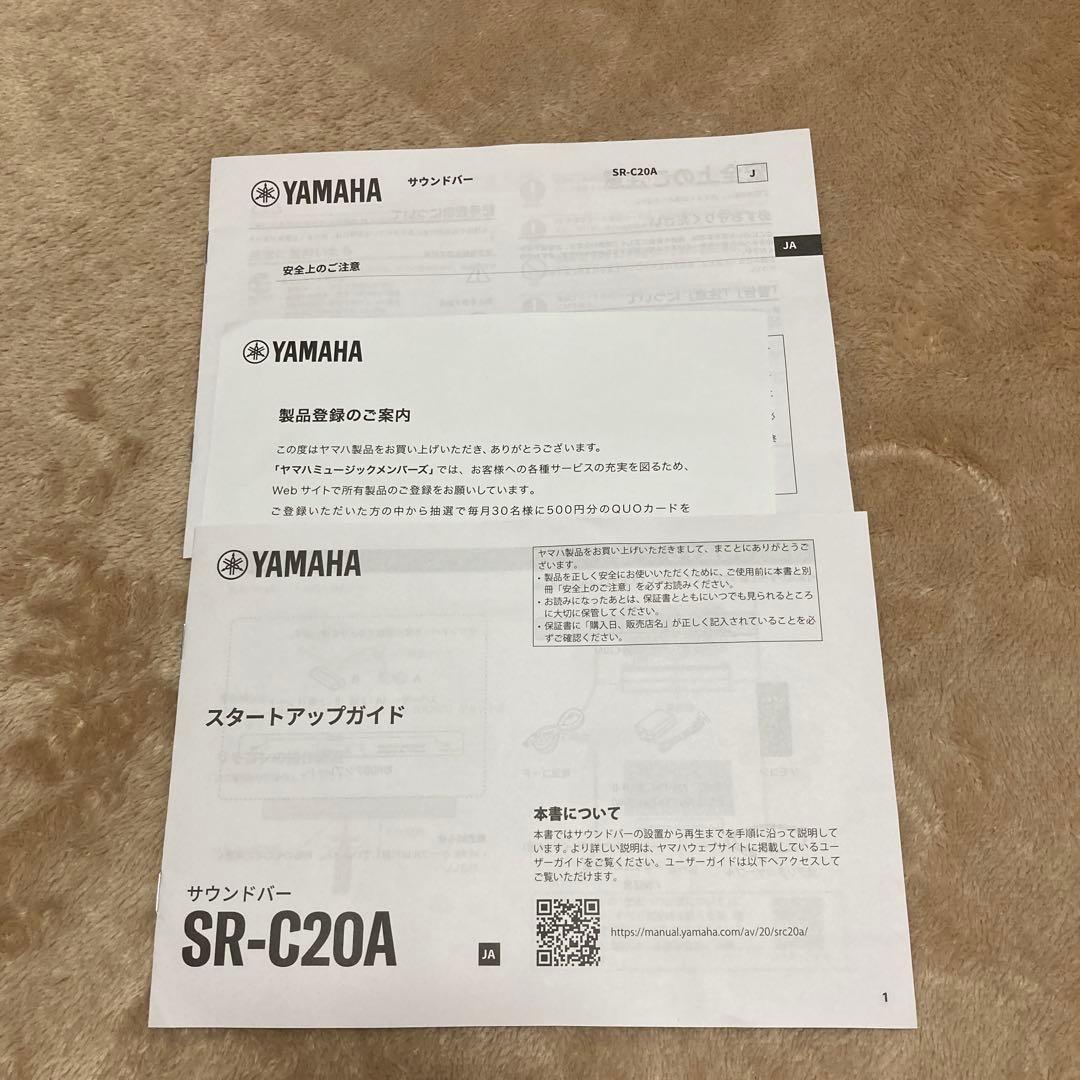 YAMAHA
サウンドバー
SR-C20A
J
JA
安全上のご注意
YAMAHA
製品登録のご案内
この度はヤマハ製品をお買い上げいただき、ありがとうございます。
「ヤマハミュージックメンバーズ」では、お客様への各種サービスの充実を図るため、
Web サイトで所有製品のご登録をお願いしています。
ご登録いただいた方の中から抽選で毎月30名様に500円分のQUOカードを
YAMAHA
ヤマハ製品をお買い上げいただきまして、まことにありがとうご
ざいます。
・製品を正しく安全にお使いいただくために、ご使用前に本書と別
冊「安全上のご注意」を必ずお読みください。
・お読みになったあとは、保証書とともにいつでも見られるところ
に大切に保管してください。
・保証書に「購入日、販売店名」が正しく記入されていることを必
ずご確認ください。
スタートアップガイド
本書について
本書ではサウンドバーの設置から再生までを手順に沿って説明して
います。より詳しい説明は、ヤマハウェブサイトに掲載しているユー
ザーガイドをご覧ください。ユーザーガイドは以下へアクセスして
ご覧いただけます。
サウンドバー
SR-C20A
JA
https://manual.yamaha.com/av/20/src20a/
1